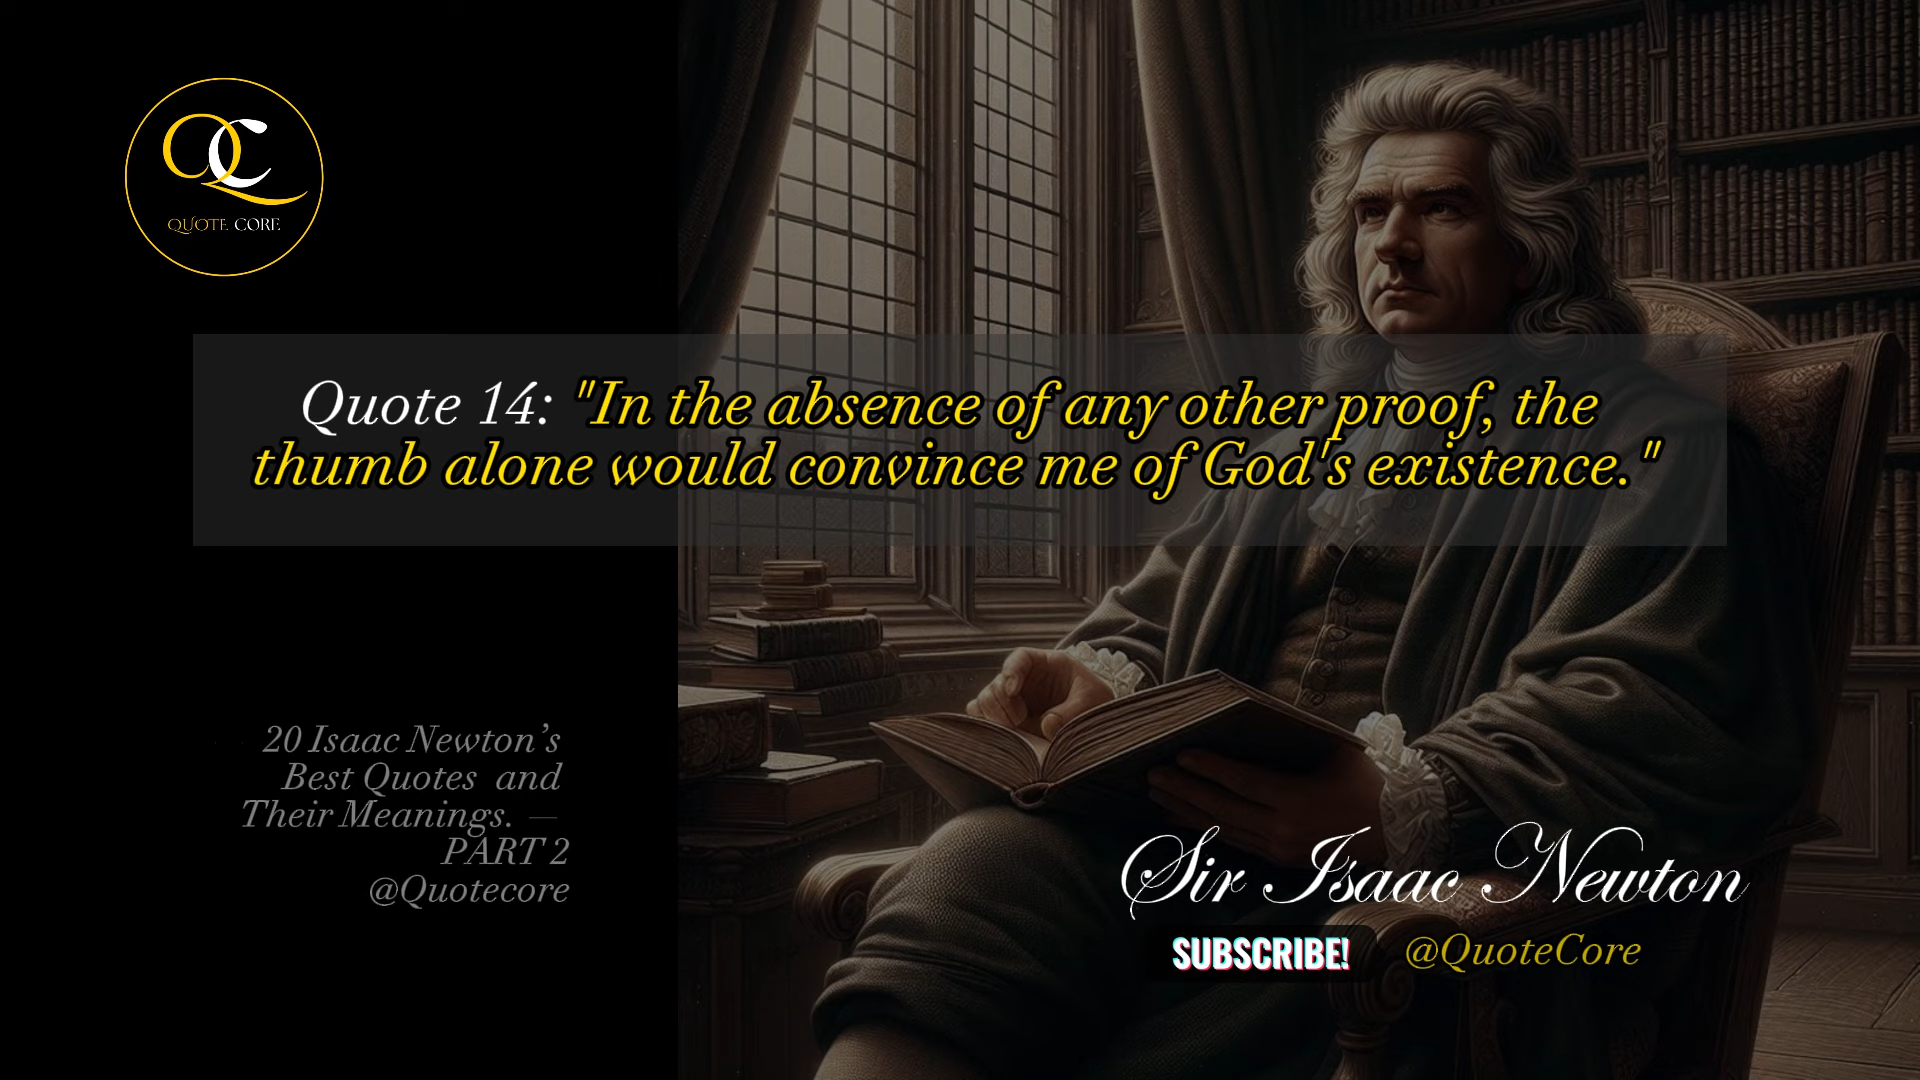 QC
QUOTE CORE
Quote 14: "In the absence of any other proof, the
thumb alone would convince me of God's existence."
20 Isaac Newton’s
Best Quotes and
Their Meanings. —
PART 2
@Quotecore
Sir Isaac Newton
SUBSCRIBE!
@QuoteCore